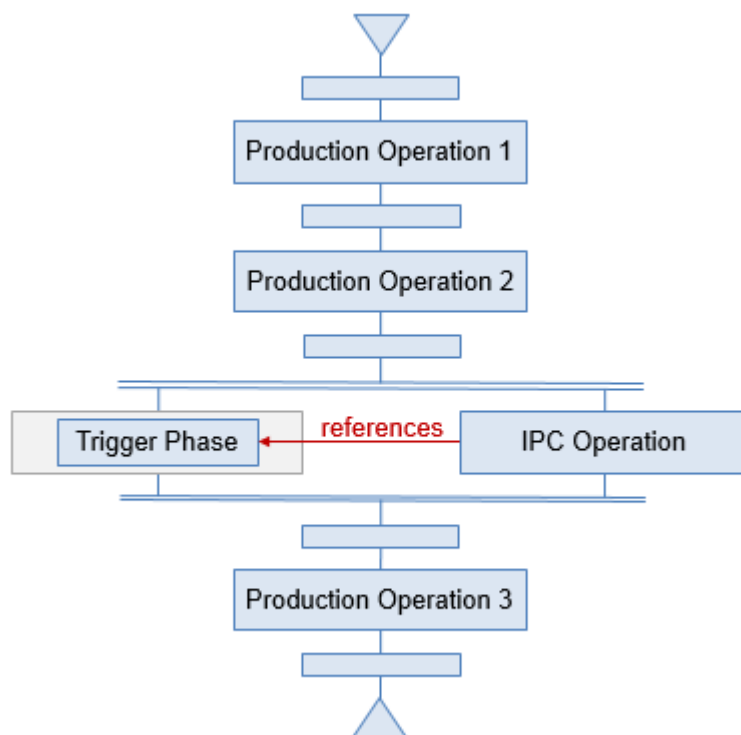 Production Operation 1
Production Operation 2
Trigger Phase
references
IPC Operation
Production Operation 3